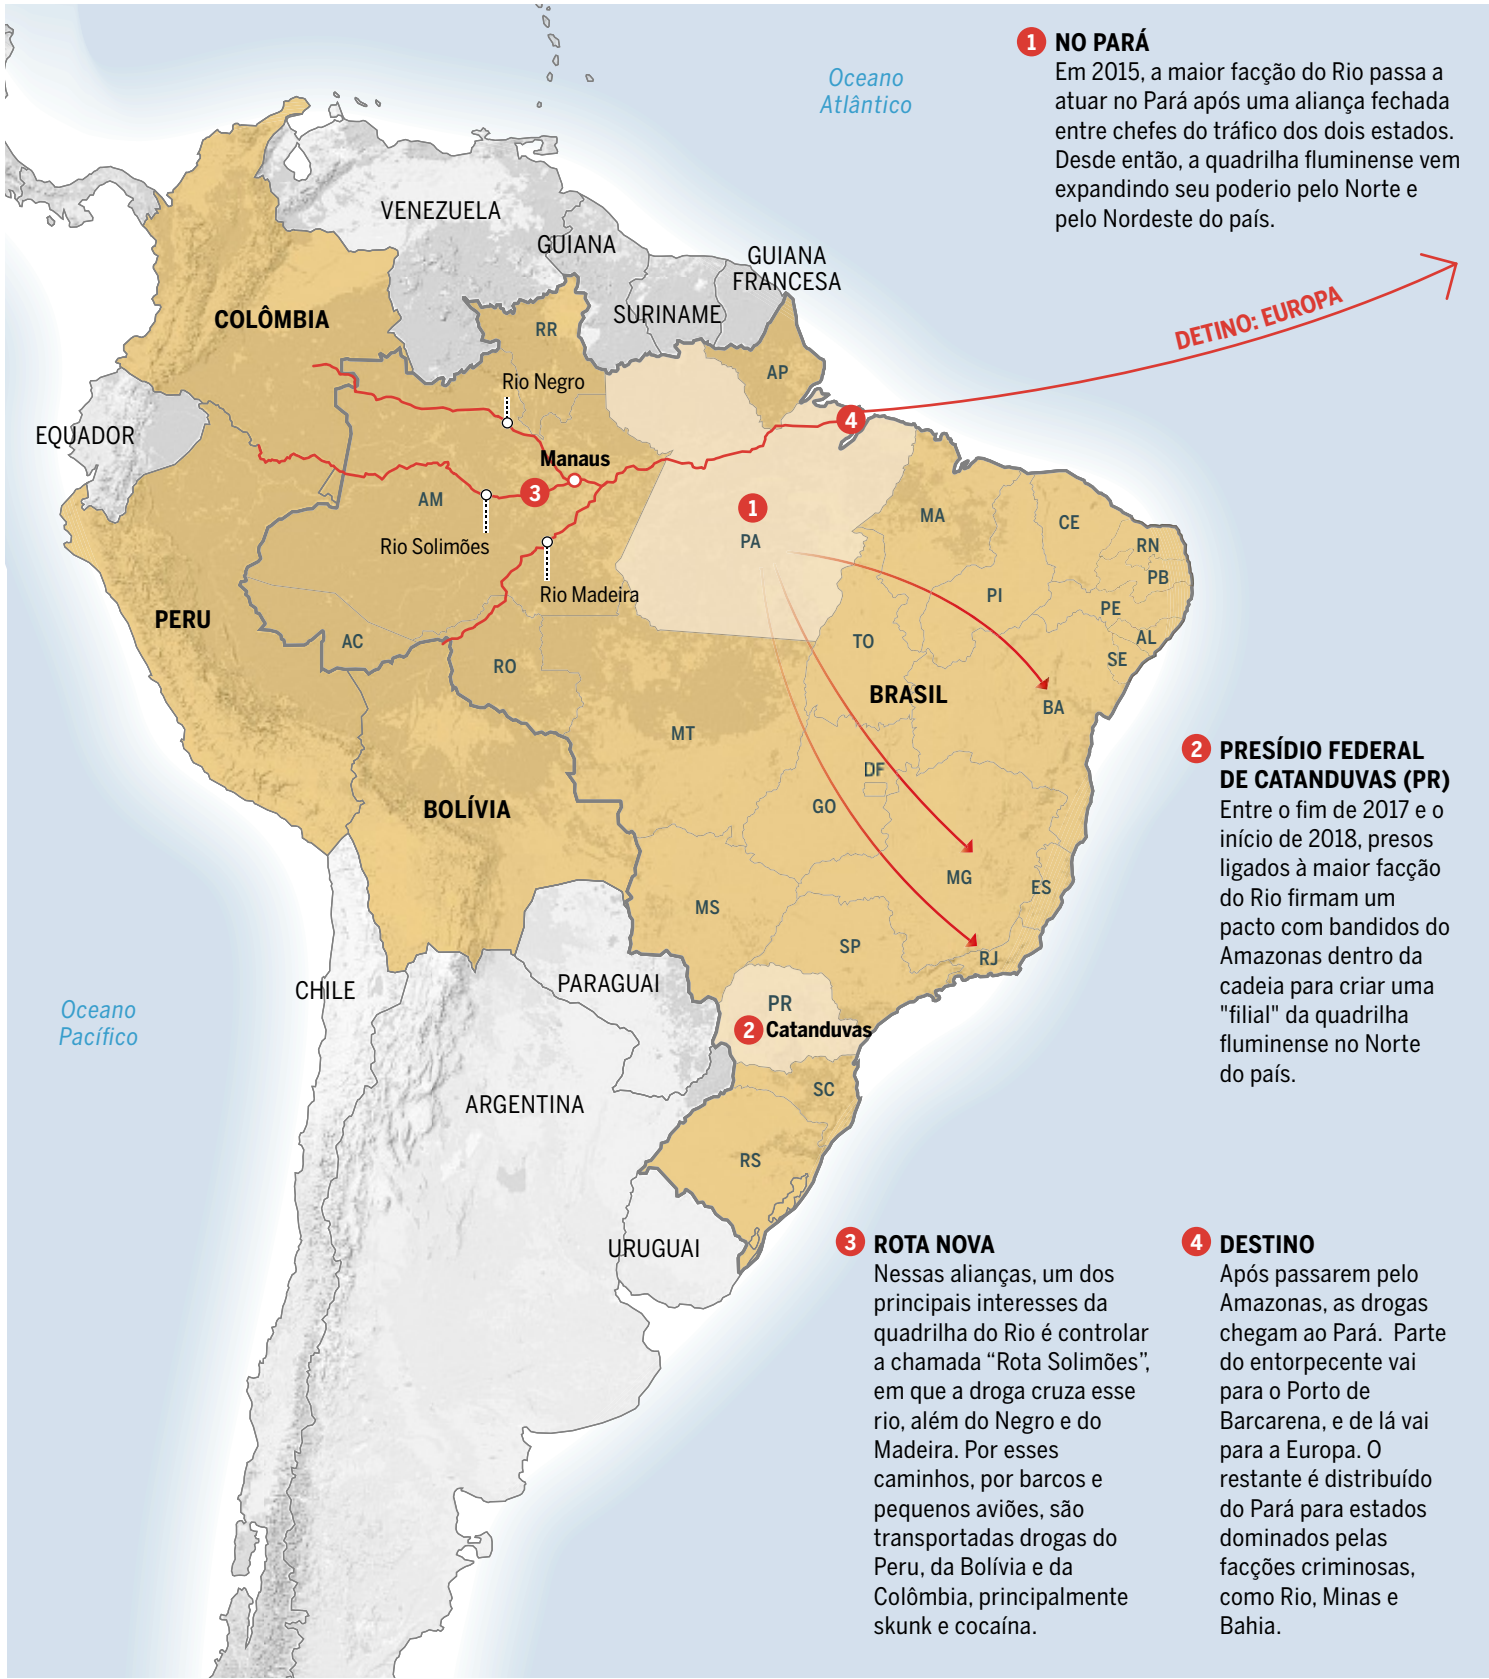 1 NO PARÁ
Em 2015, a maior facção do Rio passa a
atuar no Pará após uma aliança fechada
entre chefes do tráfico dos dois estados.
Desde então, a quadrilha fluminense vem
expandindo seu poderio pelo Norte e
pelo Nordeste do país.
Oceano
Atlântico
VENEZUELA
GUIANA
GUIANA
FRANCESA
SURINAME
COLÔMBIA
DETINO: EUROPA
RR
AP
Rio Negro
EQUADOR
4
Manaus
3
AM
1
PA
Rio Solimões
Rio Madeira
MA
CE
RN
PB
PI
PE
AL
SE
PERU
AC
RO
TO
BRASIL
BA
MT
DF
GO
BOLÍVIA
MG
ES
MS
SP
RJ
2 PRESÍDIO FEDERAL
DE CATANDUVAS (PR)
Entre o fim de 2017 e o
início de 2018, presos
ligados à maior facção
do Rio firmam um
pacto com bandidos do
Amazonas dentro da
cadeia para criar uma
"filial" da quadrilha
fluminense no Norte
do país.
CHILE
PARAGUAI
PR
2 Catanduvas
Oceano
Pacífico
SC
ARGENTINA
RS
URUGUAI
3 ROTA NOVA
Nessas alianças, um dos
principais interesses da
quadrilha do Rio é controlar
a chamada “Rota Solimões”,
em que a droga cruza esse
rio, além do Negro e do
Madeira. Por esses
caminhos, por barcos e
pequenos aviões, são
transportadas drogas do
Peru, da Bolívia e da
Colômbia, principalmente
skunk e cocaína.
4 DESTINO
Após passarem pelo
Amazonas, as drogas
chegam ao Pará. Parte
do entorpecente vai
para o Porto de
Barcarena, e de lá vai
para a Europa. O
restante é distribuído
do Pará para estados
dominados pelas
facções criminosas,
como Rio, Minas e
Bahia.